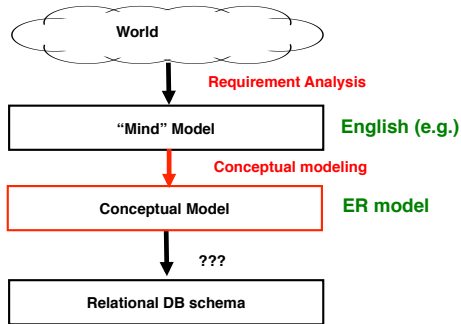 World
Requirement Analysis
“Mind” Model
English (e.g.)
Conceptual modeling
Conceptual Model
ER model
???
Relational DB schema